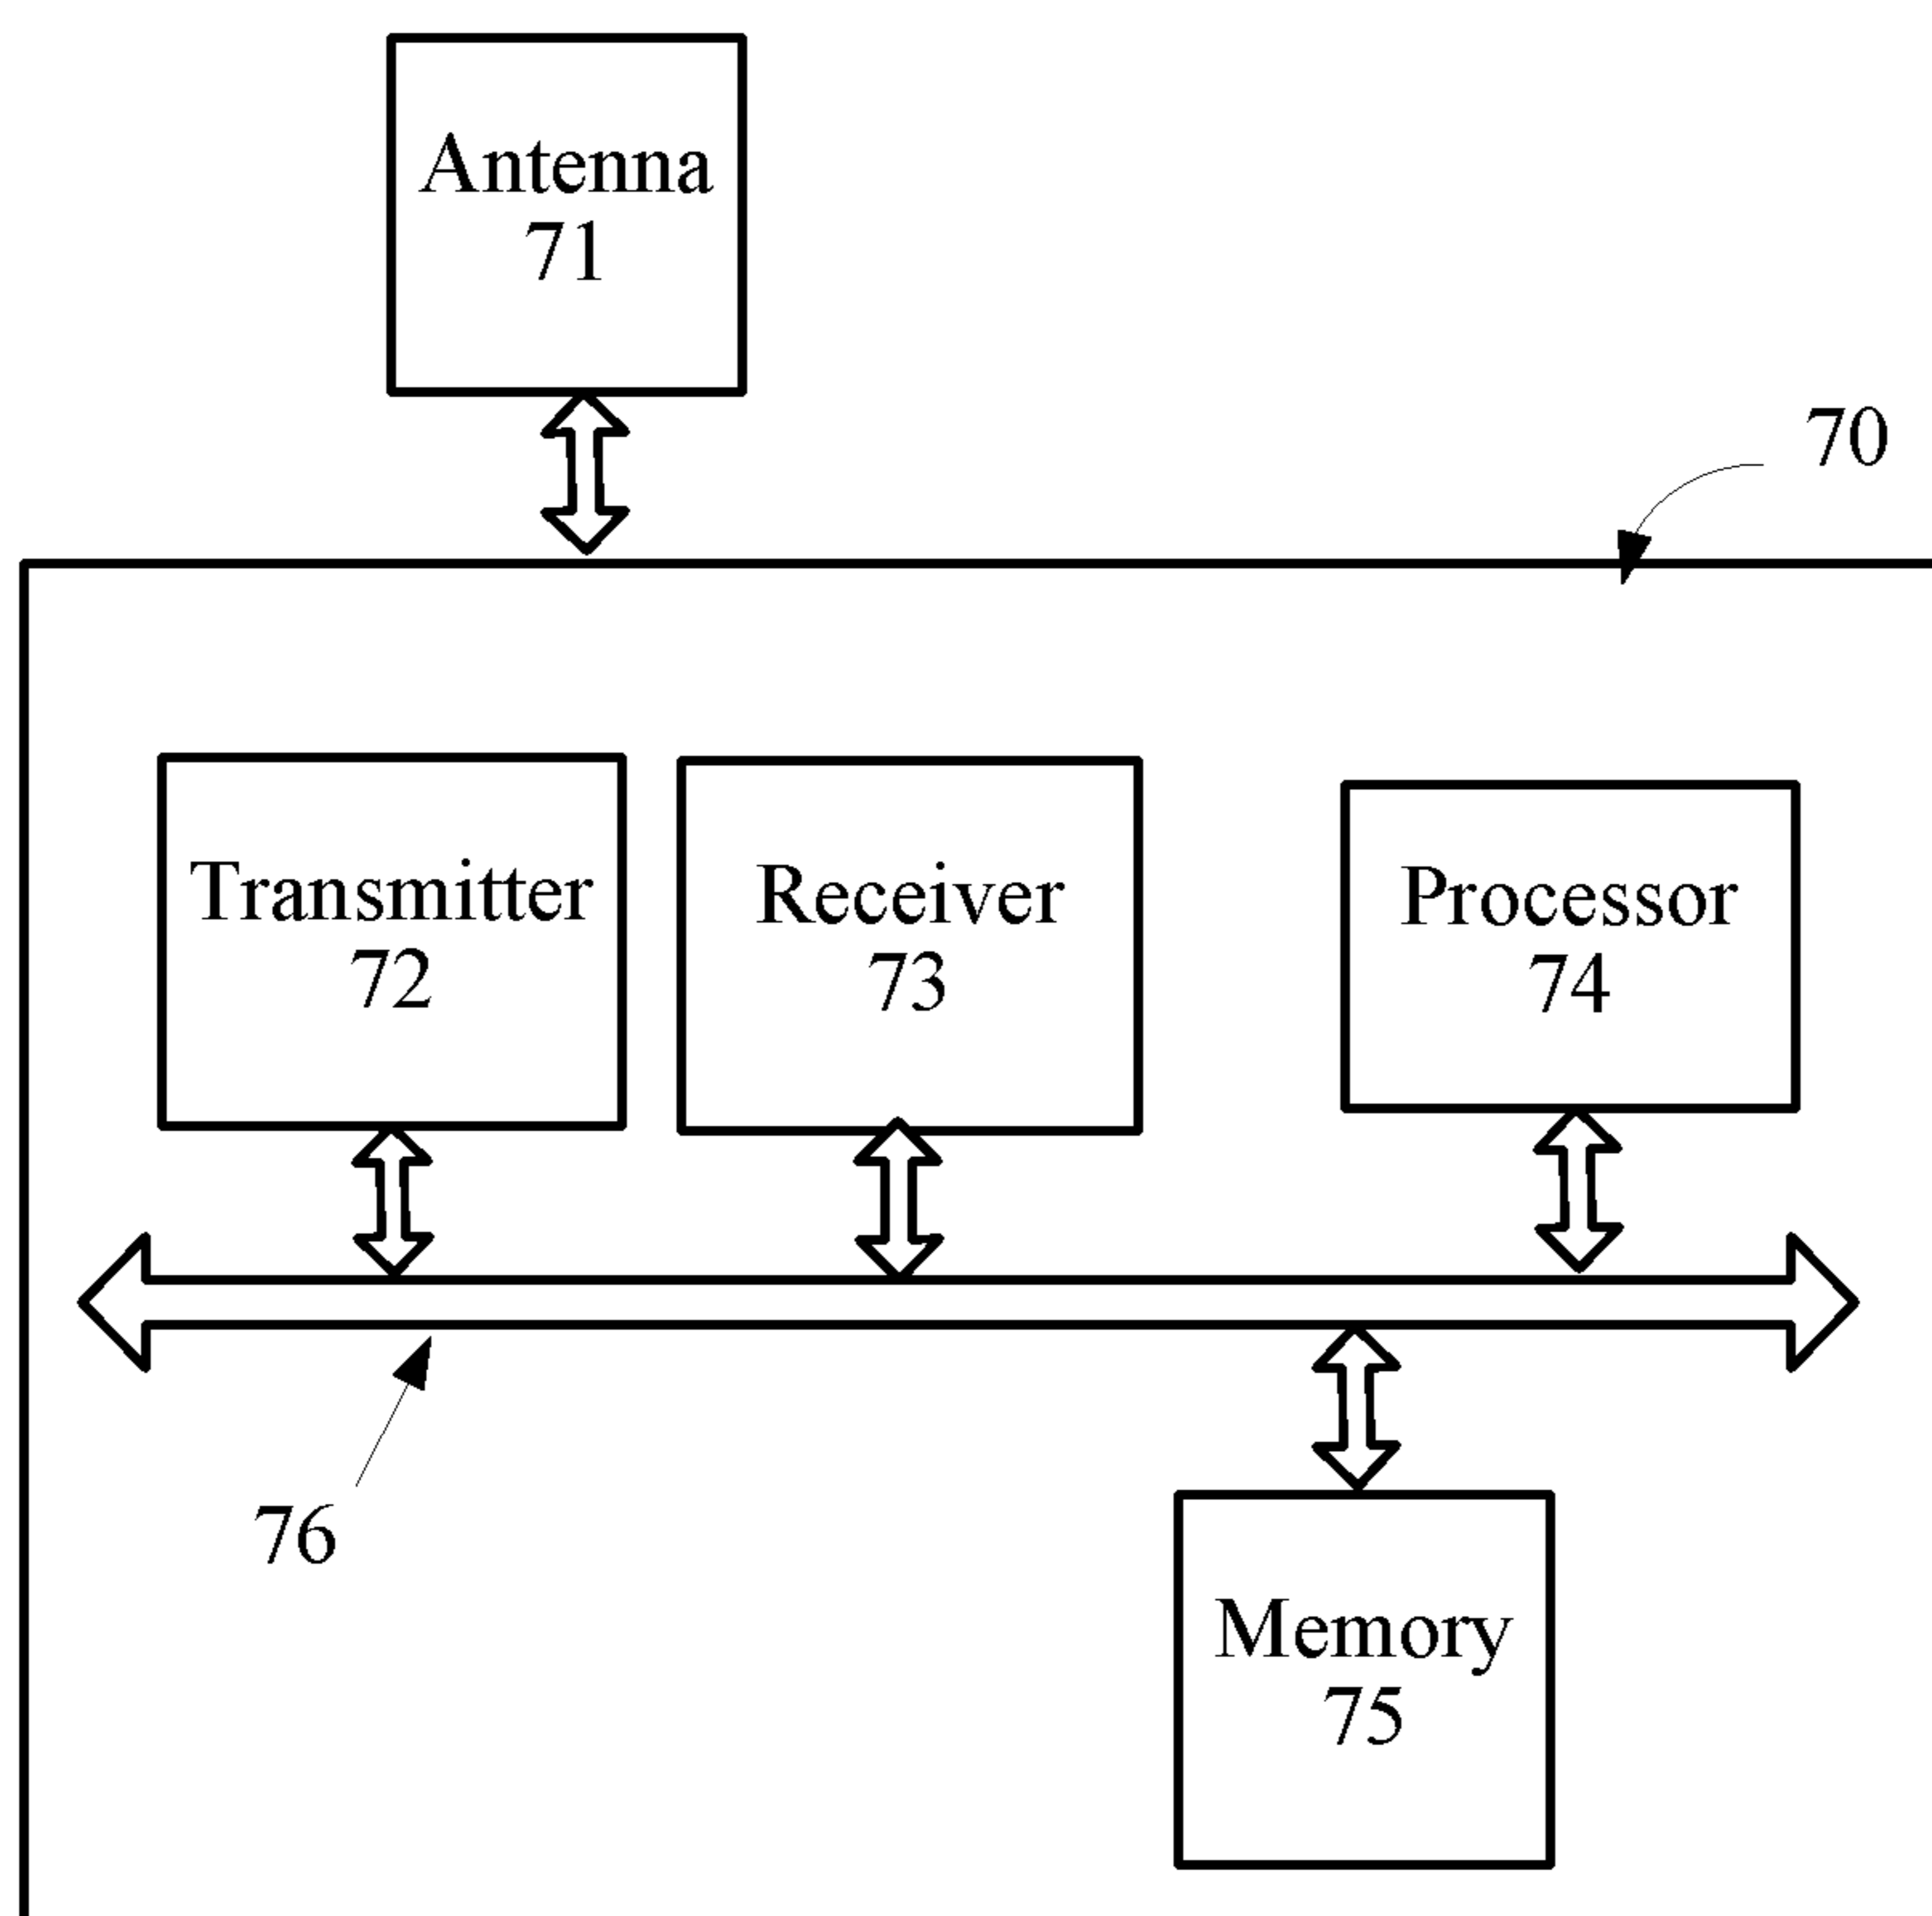 Antenna
71
70
Transmitter
72
Receiver
73
Processor
74
76
Memory
75